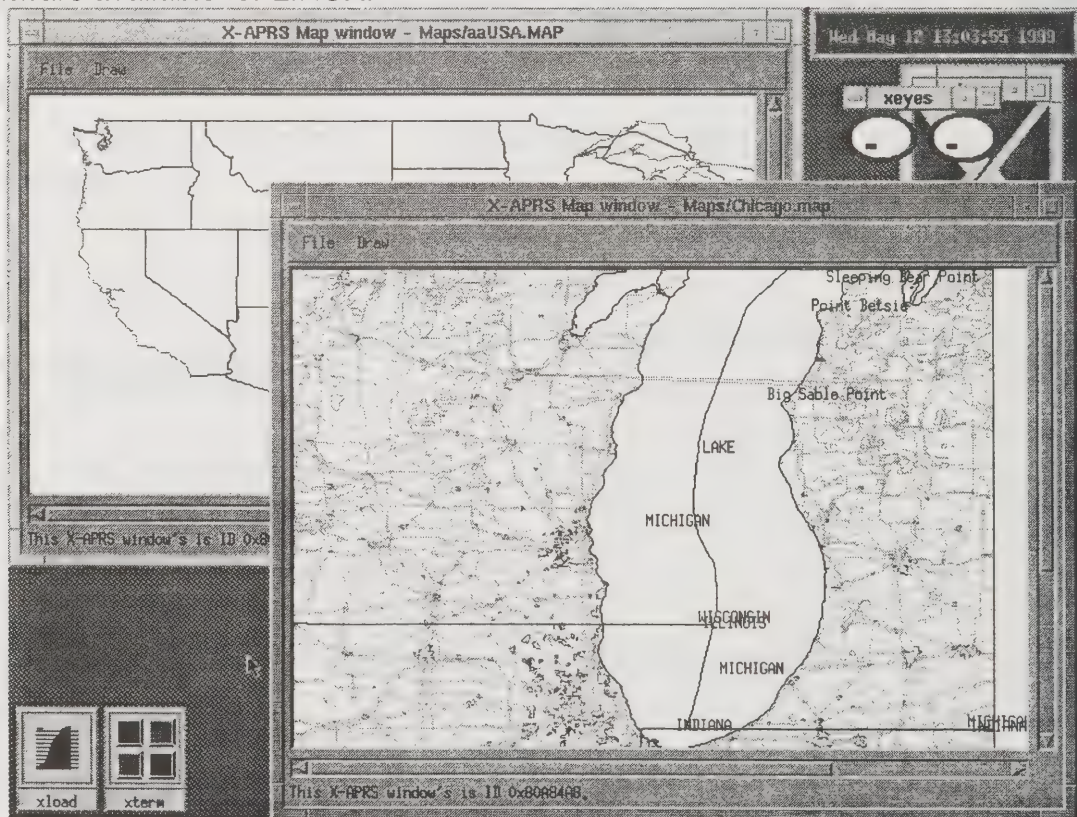 X-APRS Map window - Maps/aaUSA.MAP
Wed May 12 13:03:55 1999
File Draw
xeyes
X-APRS Map window - Maps/Chicago.map
File Draw
Sleeping Bear Point
Point Betsie
Big Sable Point
LAKE
MICHIGAN
WISCONSIN
ILLINOIS
MICHIGAN
INDIANA
MICHIGAN
INDIANA
This X-APRS window's is ID 0x8
xload
xterm
This X-APRS window's is ID 0x80A84A8.